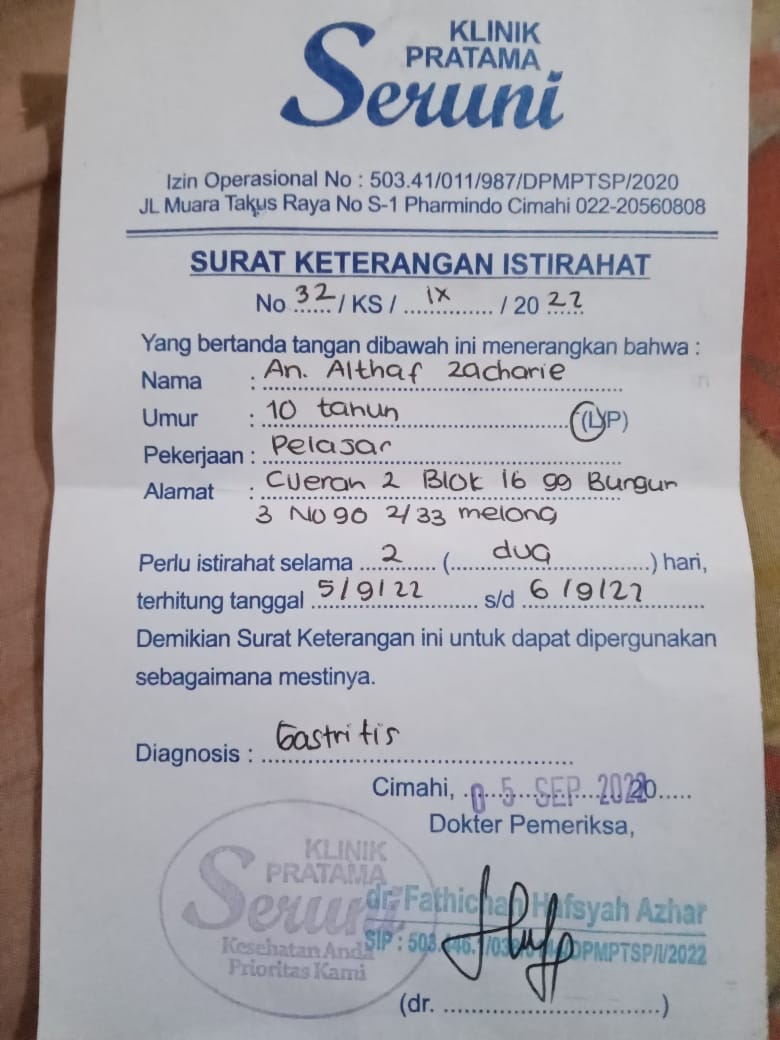 KLINIK
PRATAMA
Seruni
Izin Operasional No : 503.41/011/987/DPMPTSP/2020
JL Muara Takus Raya No S-1 Pharmindo Cimahi 022-20560808
SURAT KETERANGAN ISTIRAHAT
No 32 / KS / ix / 20 22
Yang bertanda tangan dibawah ini menerangkan bahwa :
Nama : An. Althaf Zacharie
Umur : 10 tahun (L/P)
Pekerjaan : Pelajar
Alamat : Cijerah 2 Blok 16 gg Bungur
3 No 90 2/33 melong
Perlu istirahat selama 2 (dua) hari,
terhitung tanggal 5/9/22 s/d 6/9/22
Demikian Surat Keterangan ini untuk dapat dipergunakan
sebagaimana mestinya.
Diagnosis : Gastritis
Cimahi, 05 SEP 2022
Dokter Pemeriksa,
KLINIK
PRATAMA
Seruni
Kesehatan Anda
Prioritas Kami
dr. Fathichah Hafsyah Azhar
SIP : 503 DPMPTSP/I/2022
(dr. ..............................)